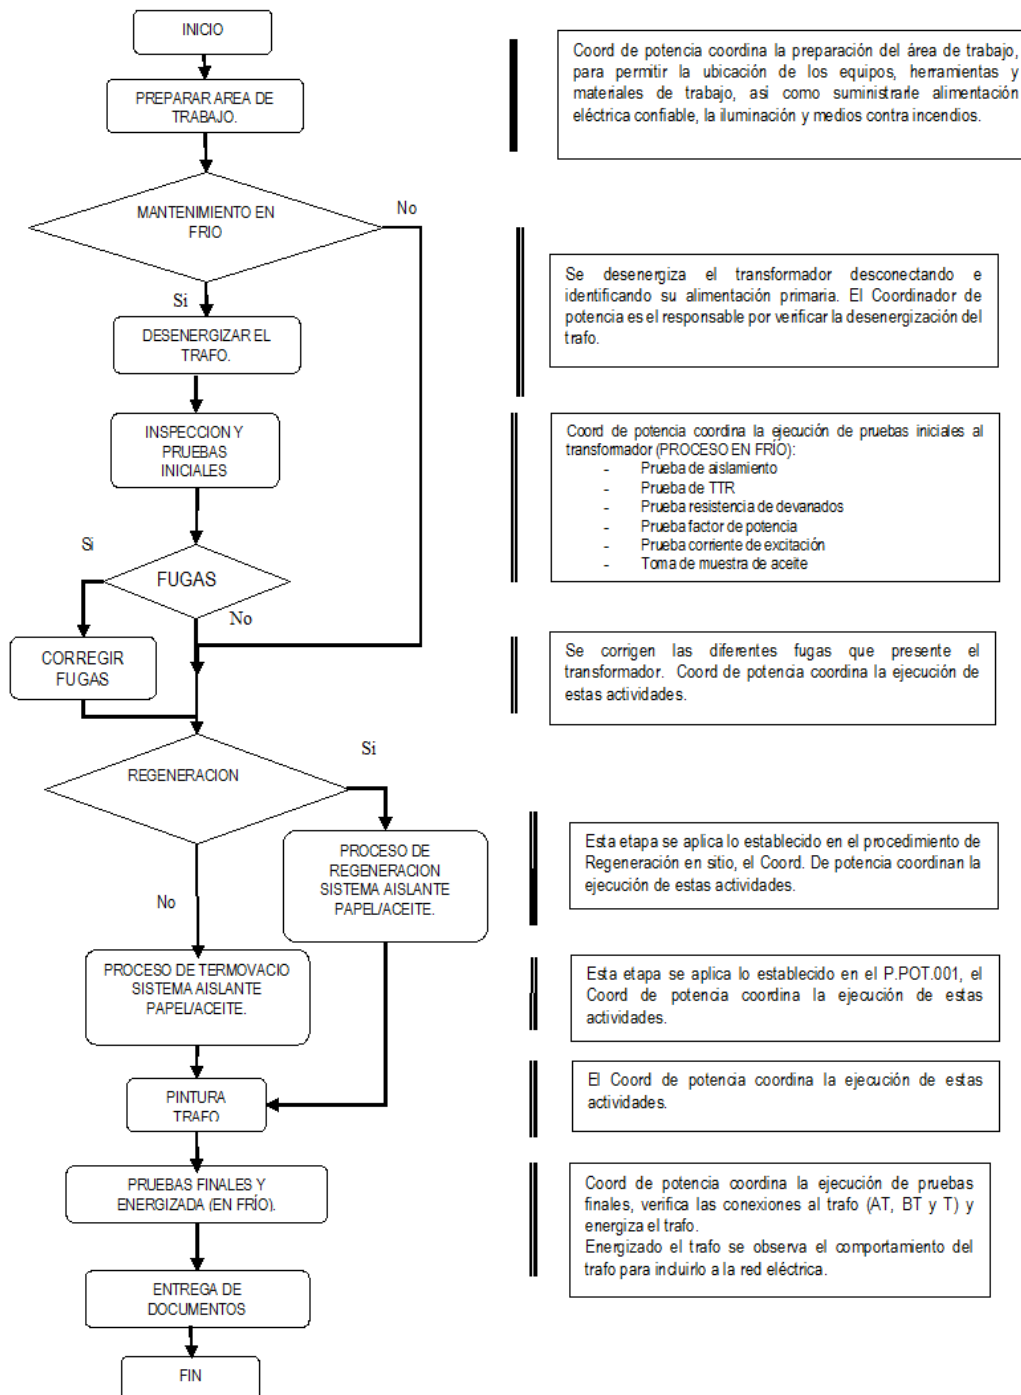 INICIO
PREPARAR AREA DE
TRABAJO.
Coord de potencia coordina la preparación del área de trabajo,
para permitir la ubicación de los equipos, herramientas y
materiales de trabajo, asi como suministrarle alimentación
eléctrica confiable, la iluminación y medios contra incendios.
MANTENIMIENTO EN
FRIO
No
Si
DESENERGIZAR EL
TRAFO.
Se desenergiza el transformador desconectando e
identificando su alimentación primaria. El Coordinador de
potencia es el responsable por verificar la desenergización del
trafo.
INSPECCION Y
PRUEBAS
INICIALES
Coord de potencia coordina la ejecución de pruebas iniciales al
transformador (PROCESO EN FRÍO):
- Prueba de aislamiento
- Prueba de TTR
- Prueba resistencia de devanados
- Prueba factor de potencia
- Prueba corriente de excitación
- Toma de muestra de aceite
Si
FUGAS
No
CORREGIR
FUGAS
Se corrigen las diferentes fugas que presente el
transformador. Coord de potencia coordina la ejecución de
estas actividades.
REGENERACION
Si
No
PROCESO DE
REGENERACION
SISTEMA AISLANTE
PAPEL/ACEITE.
Esta etapa se aplica lo establecido en el procedimiento de
Regeneración en sitio, el Coord. De potencia coordinan la
ejecución de estas actividades.
PROCESO DE TERMOVACIO
SISTEMA AISLANTE
PAPEL/ACEITE.
Esta etapa se aplica lo establecido en el P.POT.001, el
Coord de potencia coordina la ejecución de estas
actividades.
PINTURA
TRAFO
El Coord de potencia coordina la ejecución de estas
actividades.
PRUEBAS FINALES Y
ENERGIZADA (EN FRÍO).
Coord de potencia coordina la ejecución de pruebas
finales, verifica las conexiones al trafo (AT, BT y T) y
energiza el trafo.
Energizado el trafo se observa el comportamiento del
trafo para incluirlo a la red eléctrica.
ENTREGA DE
DOCUMENTOS
FIN